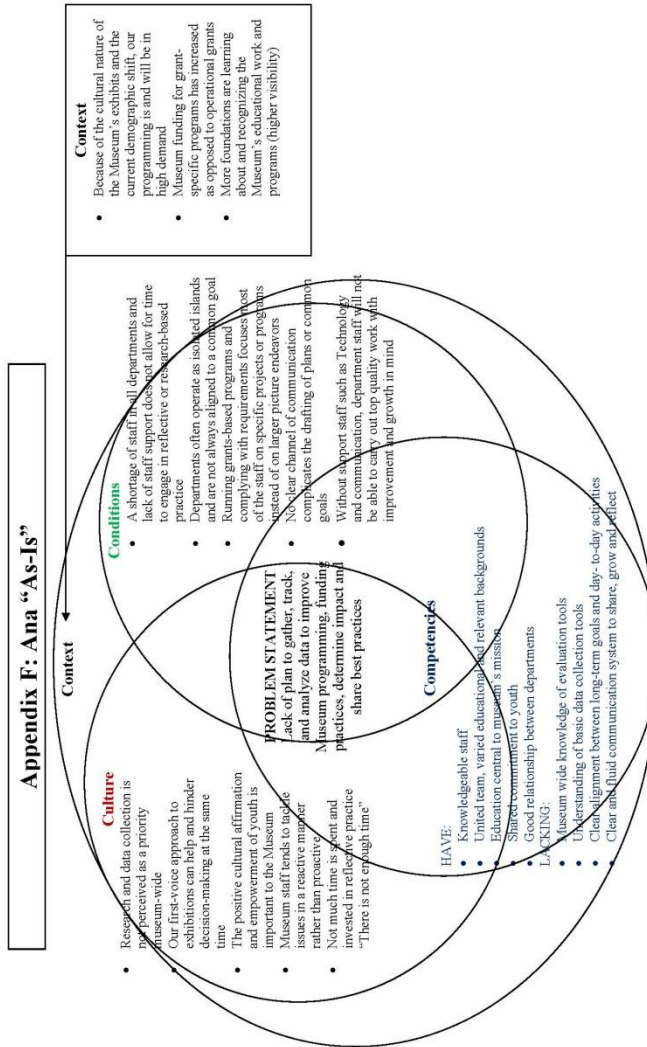 Appendix F: Ana “As-Is”
Context
Culture
• Research and data collection is
not perceived as a priority
museum-wide
• Our first-voice approach to
exhibitions can help and hinder
decision-making at the same
time
• The positive cultural affirmation
and empowerment of youth is
important to the Museum
• Museum staff tends to tackle
issues in a reactive manner
rather than proactive
• Not much time is spent and
invested in reflective practice
“There is not enough time”
Conditions
• A shortage of staff in all departments and
lack of staff support does not allow for time
to engage in reflective or research-based
practice
• Departments often operate as isolated islands
and are not always aligned to a common goal
• Running grants-based programs and
complying with requirements focuses most
of the staff on specific projects or programs
instead of on larger picture endeavors
• No clear channel of communication
complicates the drafting of plans or common
goals
• Without support staff such as Technology
and communication, department staff will not
be able to carry out top quality work with
improvement and growth in mind
Context
• Because of the cultural nature of
the Museum’s exhibits and the
current demographic shift, our
programming is and will be in
high demand
• Museum funding for grant-
specific programs has increased
as opposed to operational grants
• More foundations are learning
about and recognizing the
Museum’s educational work and
programs (higher visibility)
PROBLEM STATEMENT
Lack of plan to gather, track,
and analyze data to improve
Museum programming, funding
practices, determine impact and
share best practices
Competencies
HAVE:
• Knowledgeable staff
• United team, varied educational and relevant backgrounds
• Education central to museum’s mission
• Shared commitment to youth
• Good relationship between departments
LACKING:
• Museum wide knowledge of evaluation tools
• Understanding of basic data collection tools
• Clear alignment between long-term goals and day- to-day activities
• Clear and fluid communication system to share, grow and reflect